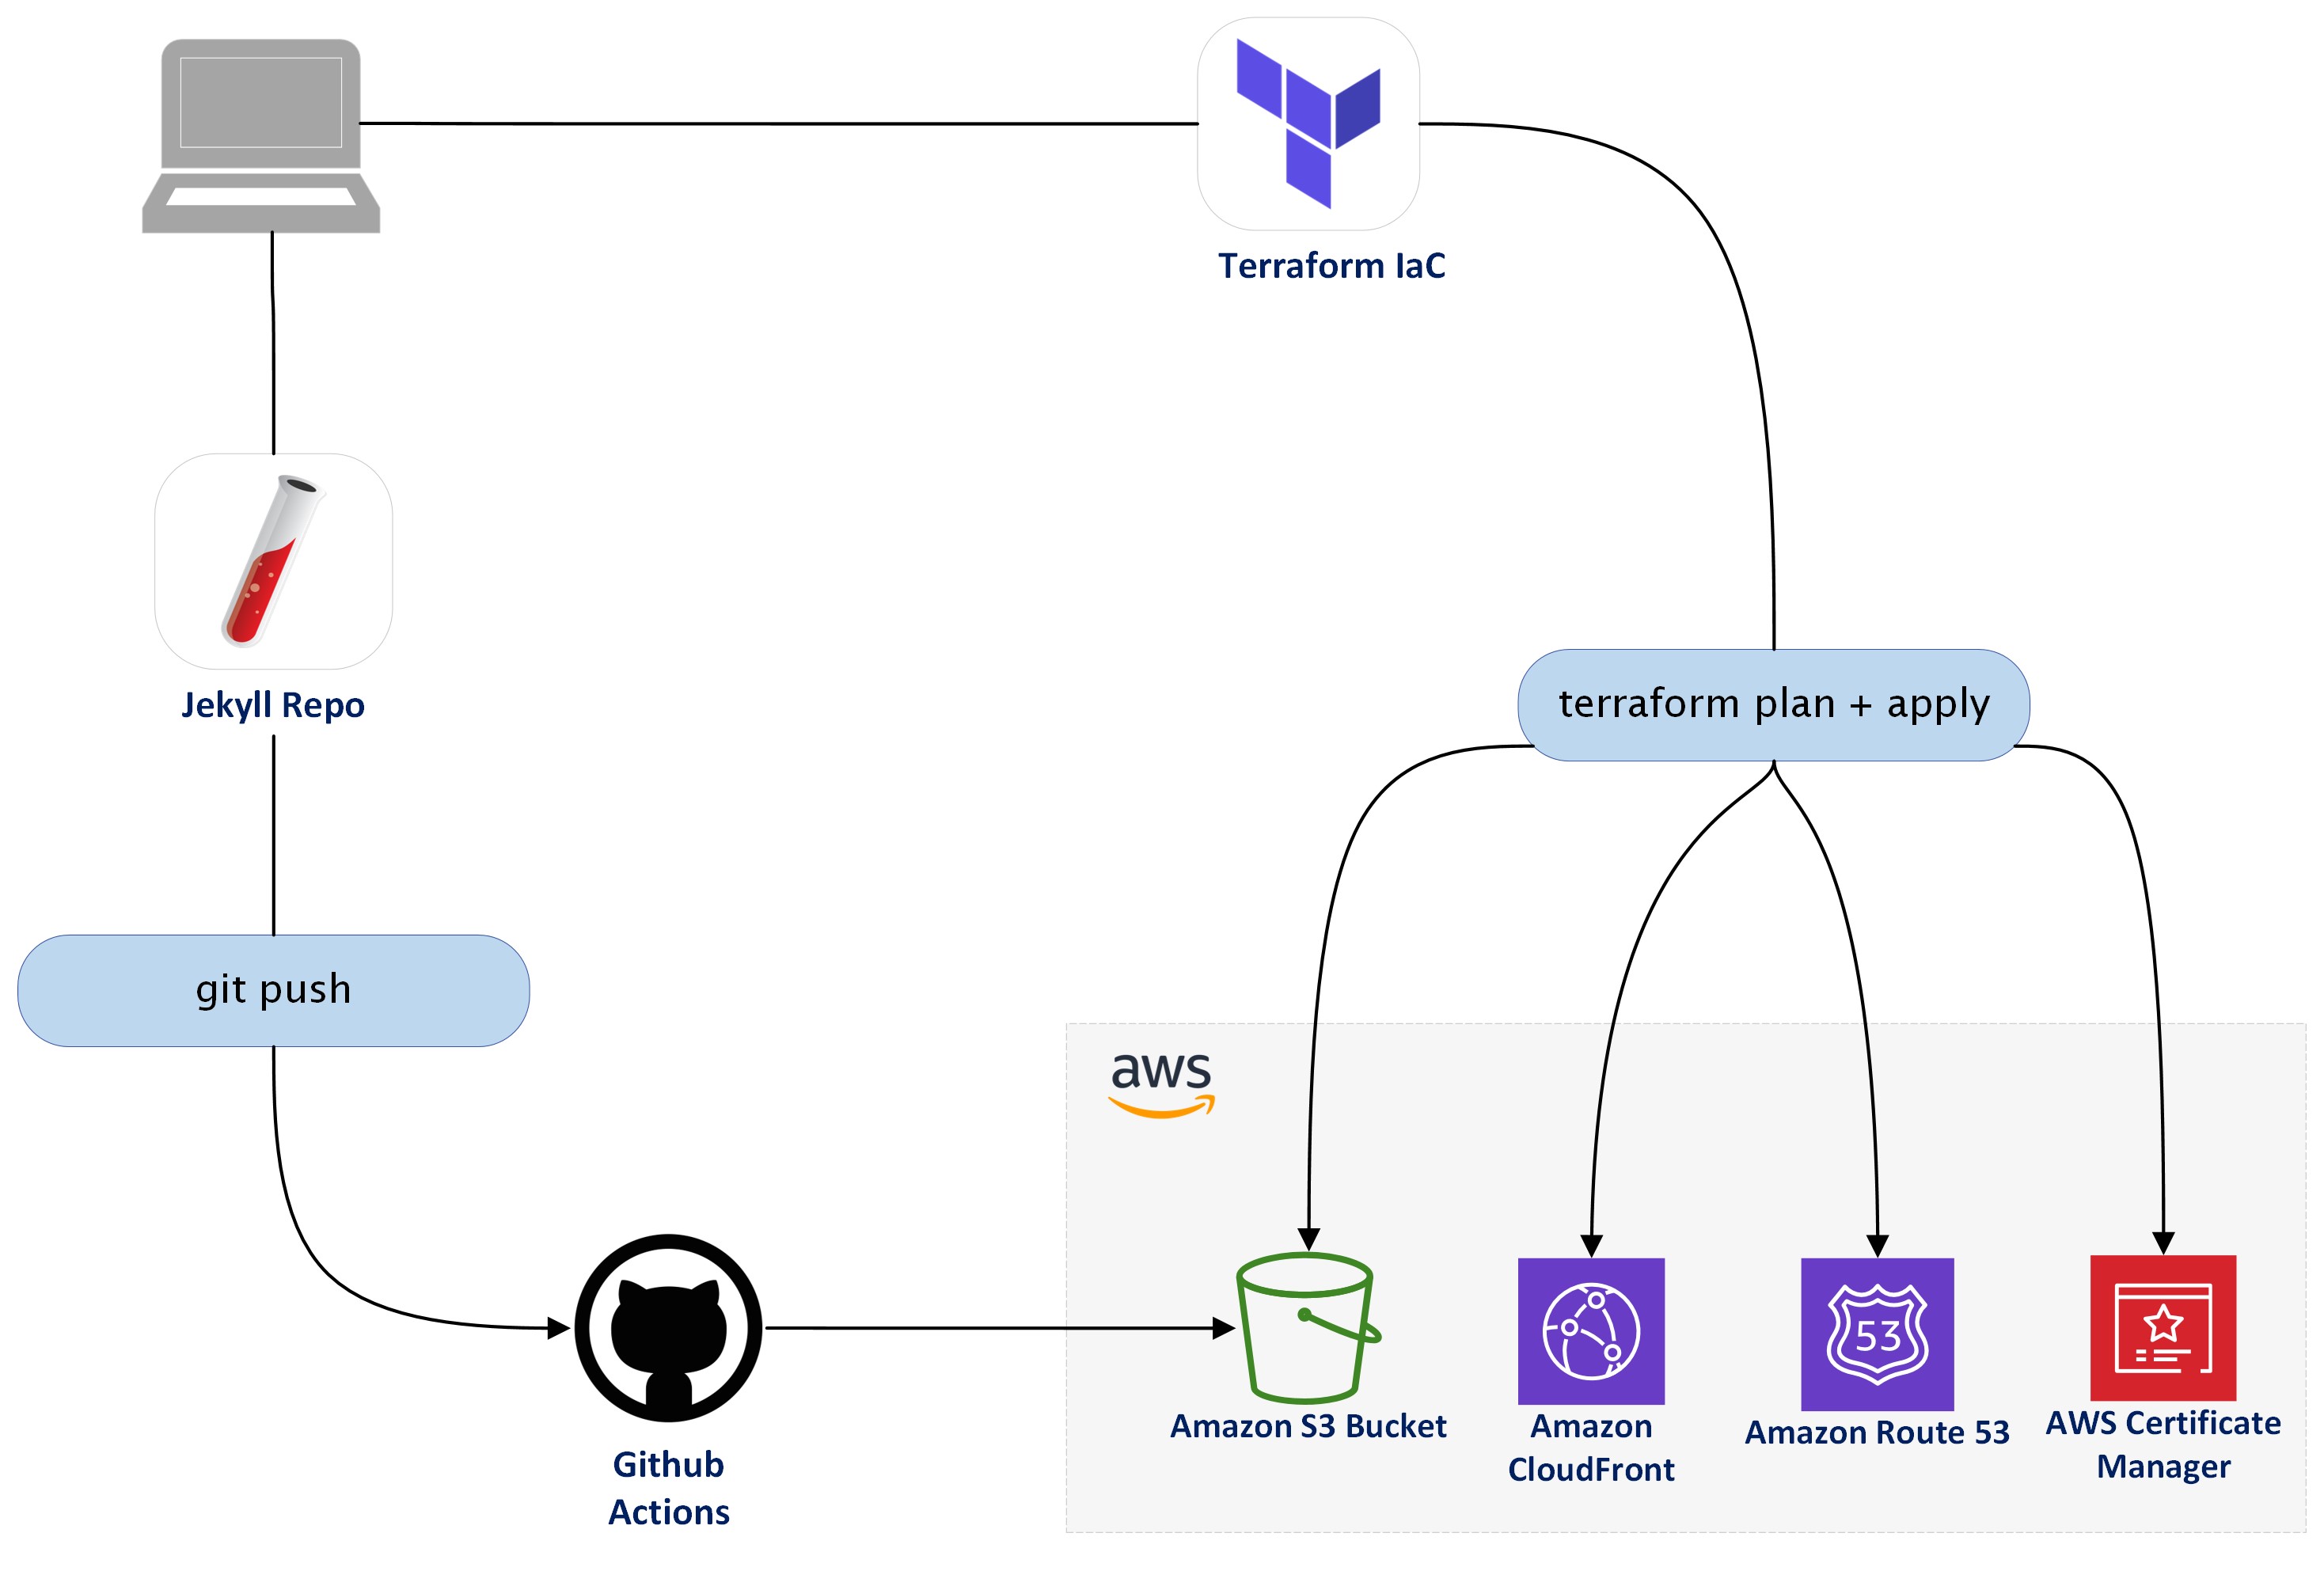 Terraform IaC
Jekyll Repo
terraform plan + apply
git push
aws
53
Amazon S3 Bucket
Amazon
CloudFront
Amazon Route 53
AWS Certificate
Manager
Github
Actions